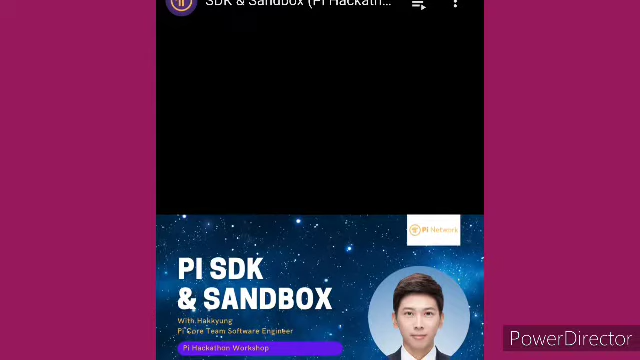 SDK & Sandbox (Pi Hackath...
Pi Network
PI SDK
& SANDBOX
With Hakkyung
Pi Core Team Software Engineer
Pi Hackathon Workshop
PowerDirector